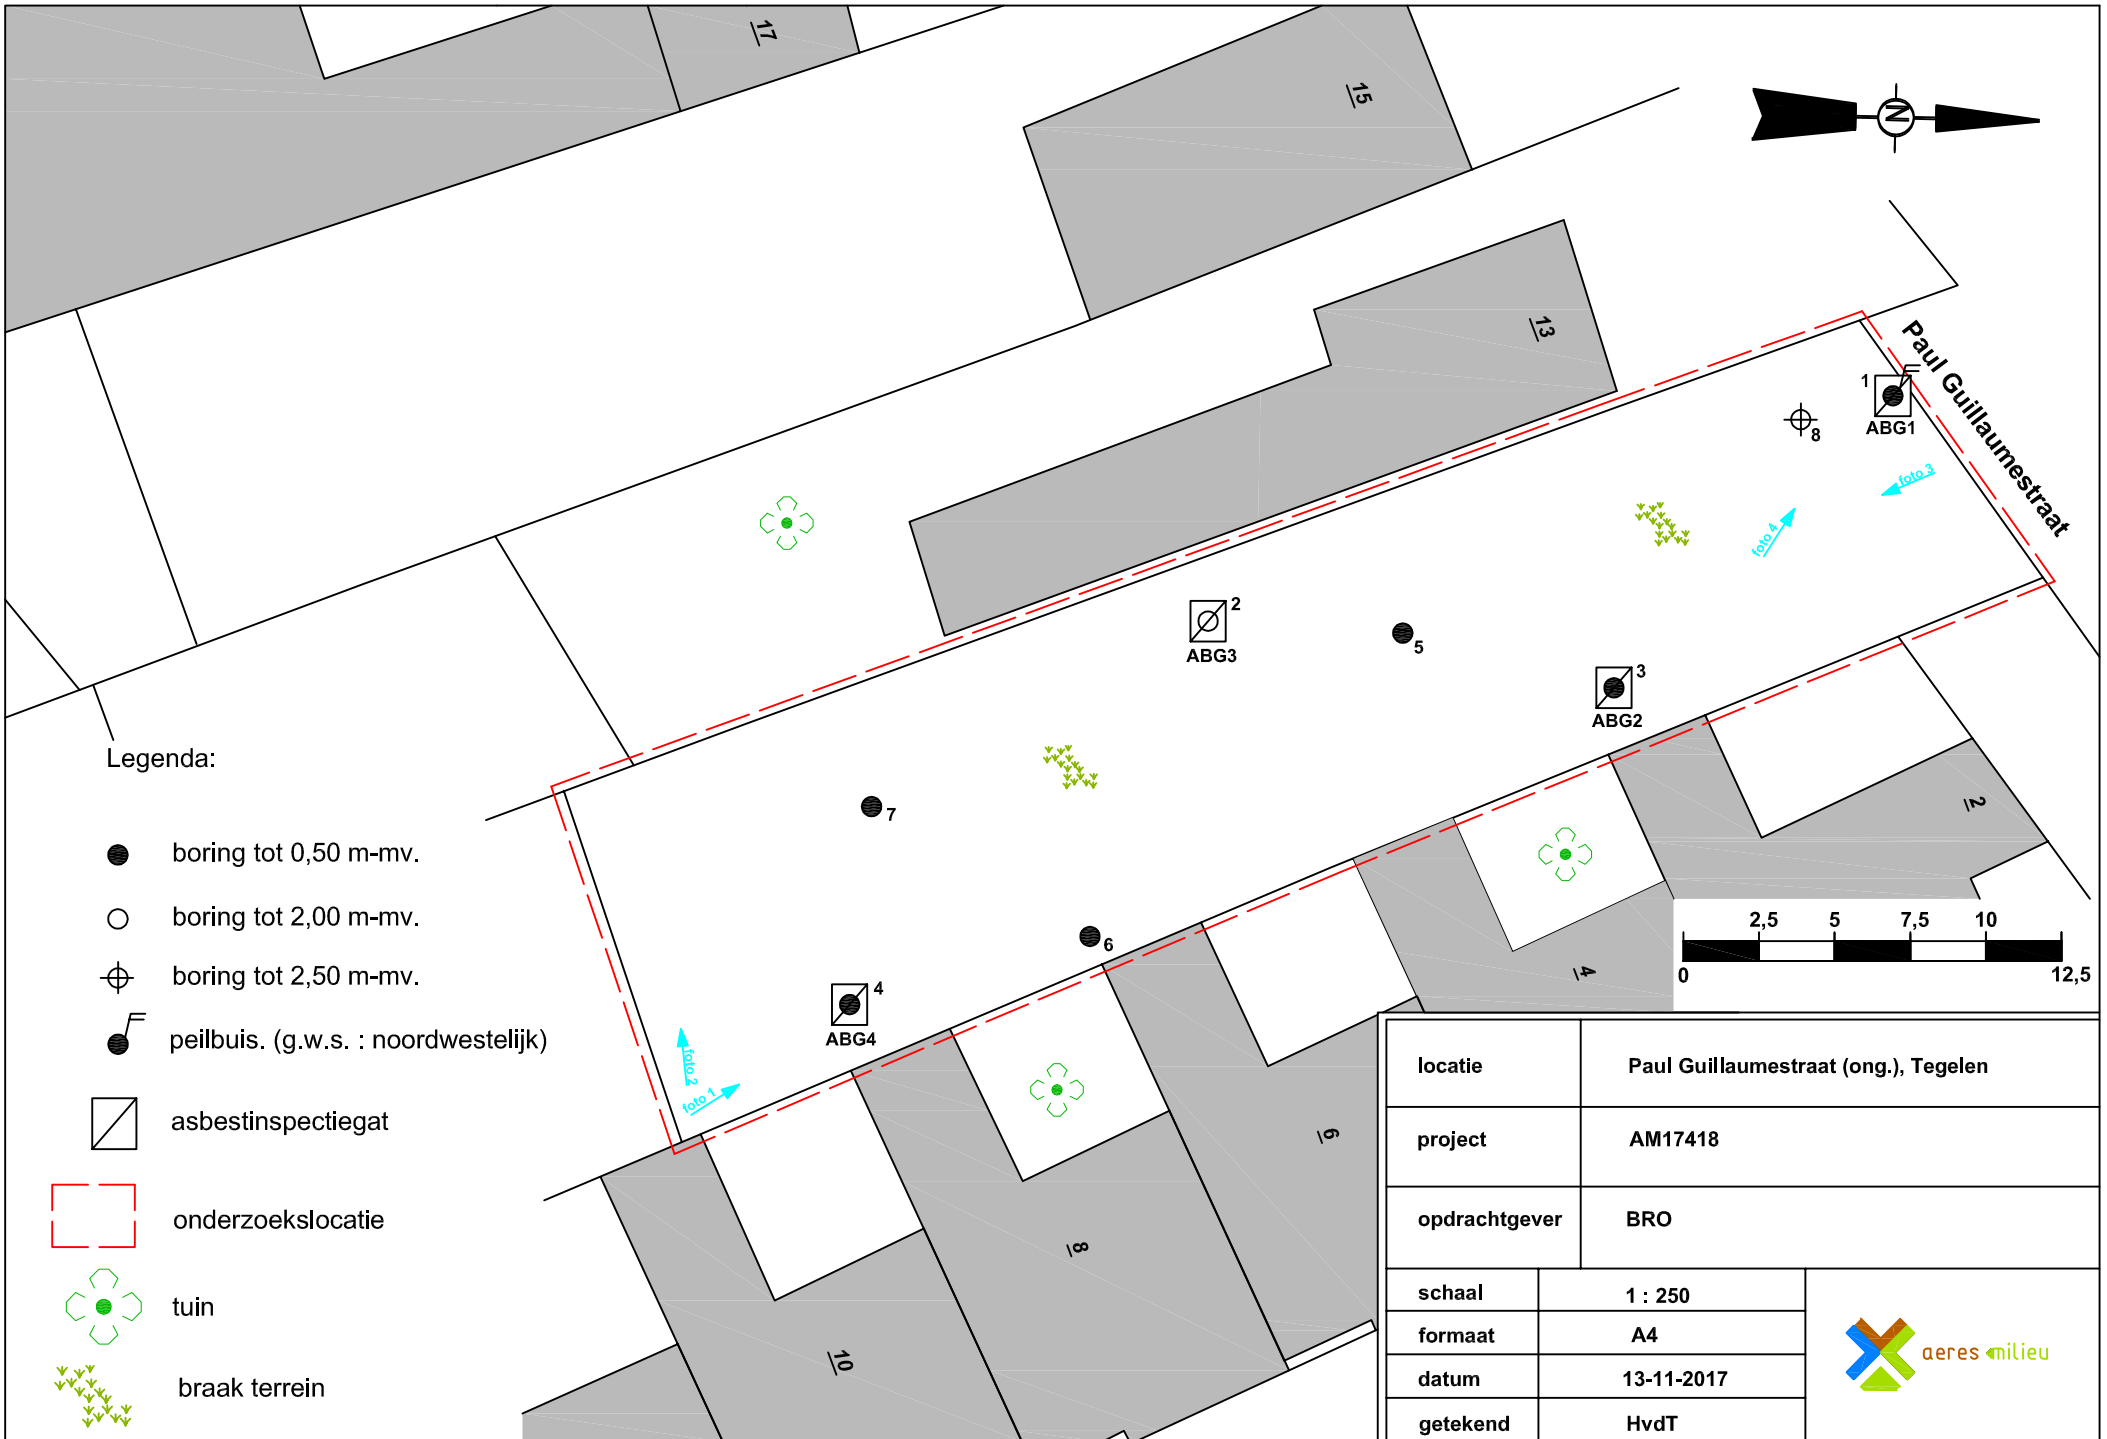 17
15
N
13
Paul Guillaumestraat
1
ABG1
8
foto 3
foto 4
2
ABG3
5
3
ABG2
7
6
4
ABG4
foto 2
foto 1
2
4
6
8
10
Legenda:
boring tot 0,50 m-mv.
boring tot 2,00 m-mv.
boring tot 2,50 m-mv.
peilbuis. (g.w.s. : noordwestelijk)
asbestinspectiegat
onderzoekslocatie
tuin
braak terrein
2,5 5 7,5 10
0 12,5
locatie Paul Guillaumestraat (ong.), Tegelen
project AM17418
opdrachtgever BRO
schaal 1 : 250
formaat A4
datum 13-11-2017
getekend HvdT
aeres milieu